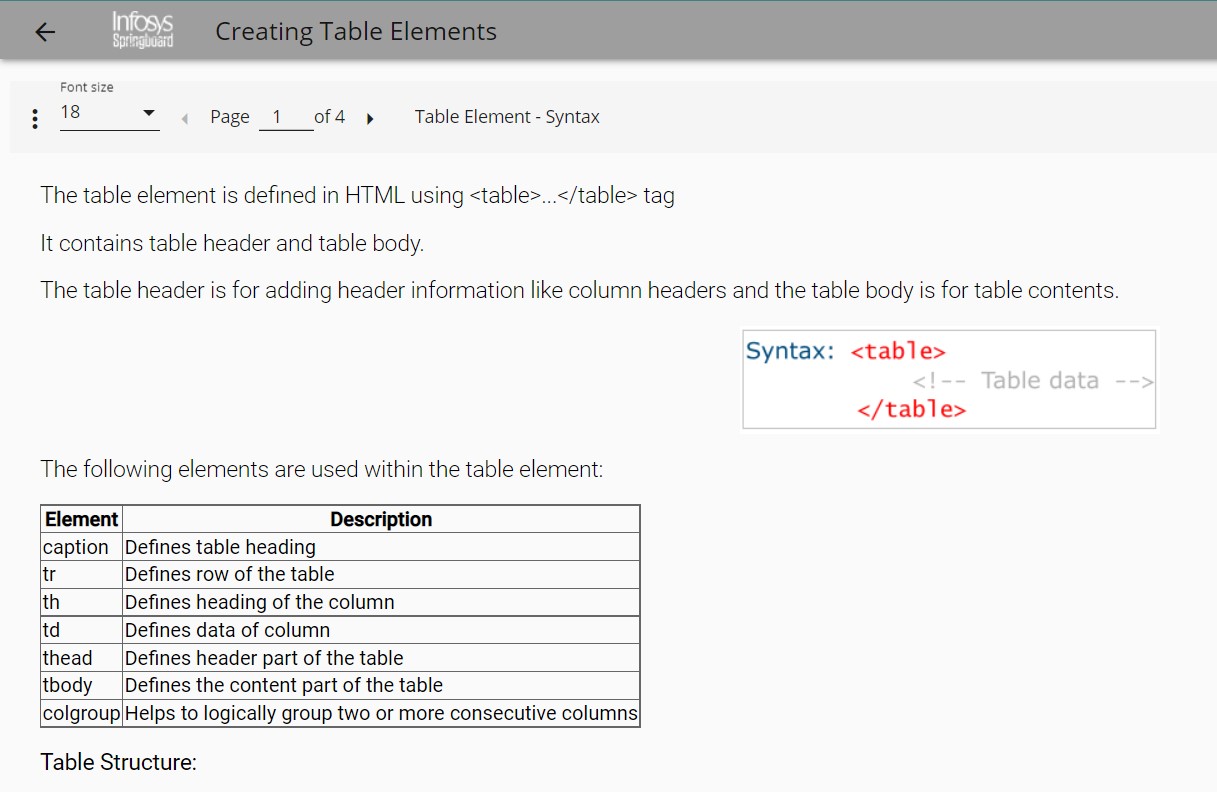 Infosys
Springboard
Creating Table Elements
Font size
18
Page 1 of 4
Table Element - Syntax
The table element is defined in HTML using <table>...</table> tag
It contains table header and table body.
The table header is for adding header information like column headers and the table body is for table contents.
Syntax: <table>
<!-- Table data -->
</table>
The following elements are used within the table element:
Element Description
caption Defines table heading
tr Defines row of the table
th Defines heading of the column
td Defines data of column
thead Defines header part of the table
tbody Defines the content part of the table
colgroup Helps to logically group two or more consecutive columns
Table Structure: